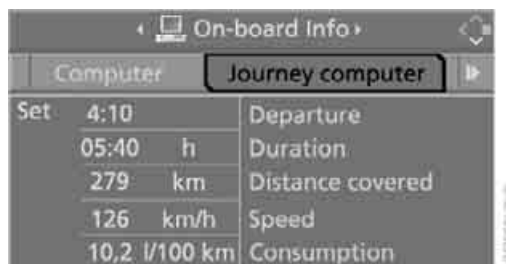 On-board Info
Computer Journey computer
Set 4:10 Departure
05:40 h Duration
279 km Distance covered
126 km/h Speed
10,2 l/100 km Consumption